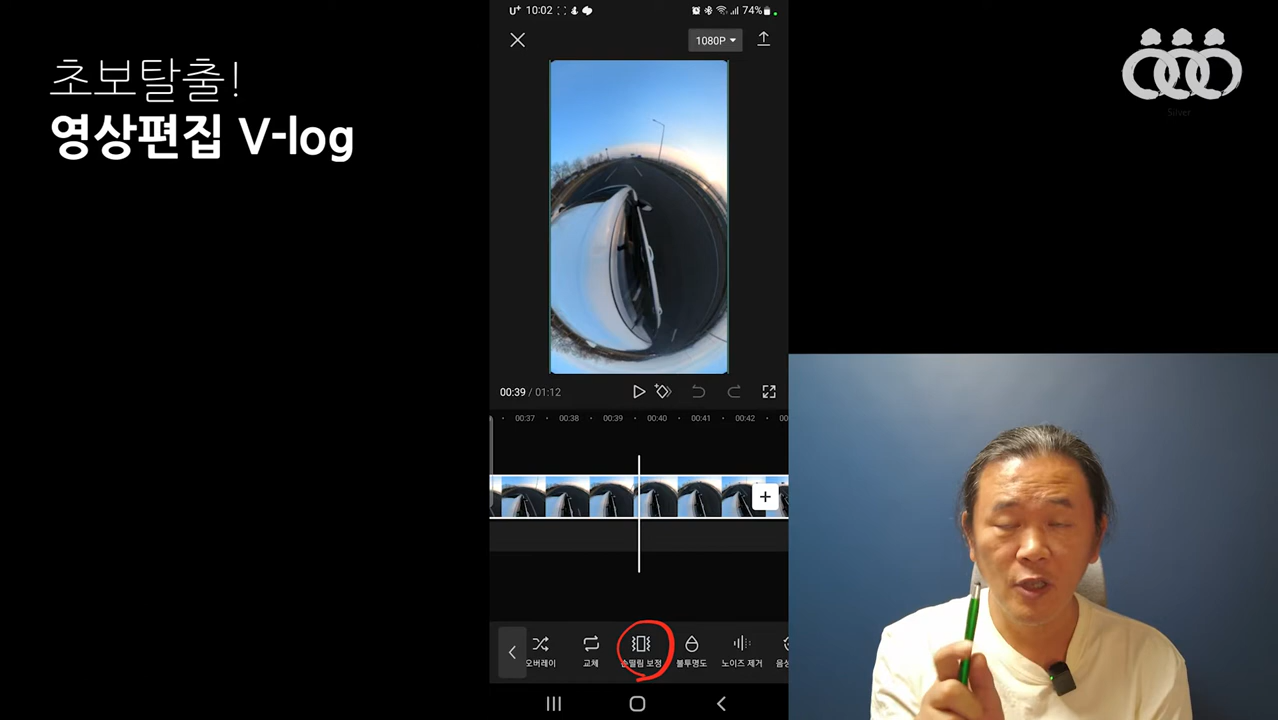 초보탈출!
영상편집 V-log
Silver
U+ 10:02
74%
1080P
00:39 / 01:12
00:37
00:38
00:39
00:40
00:41
00:42
오버레이
교체
손떨림 보정
불투명도
노이즈 제거